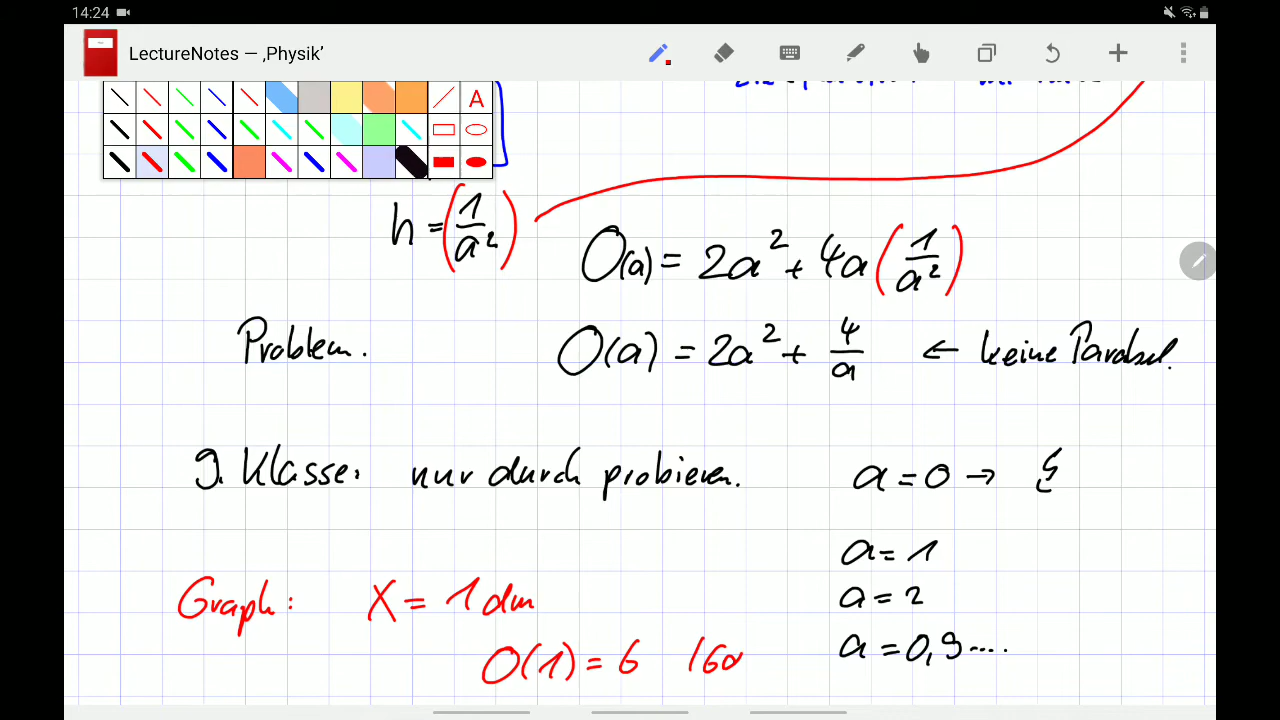 14:24
LectureNotes — ‚Physik’
A
h = (1/a²)
O(a) = 2a² + 4a (1/a²)
Problem.
O(a) = 2a² + 4/a ← keine Parabel.
9. Klasse: nur durch probieren.
a = 0 →
a = 1
a = 2
a = 0,9....
Graph: X = 1 dm
O(1) = 6